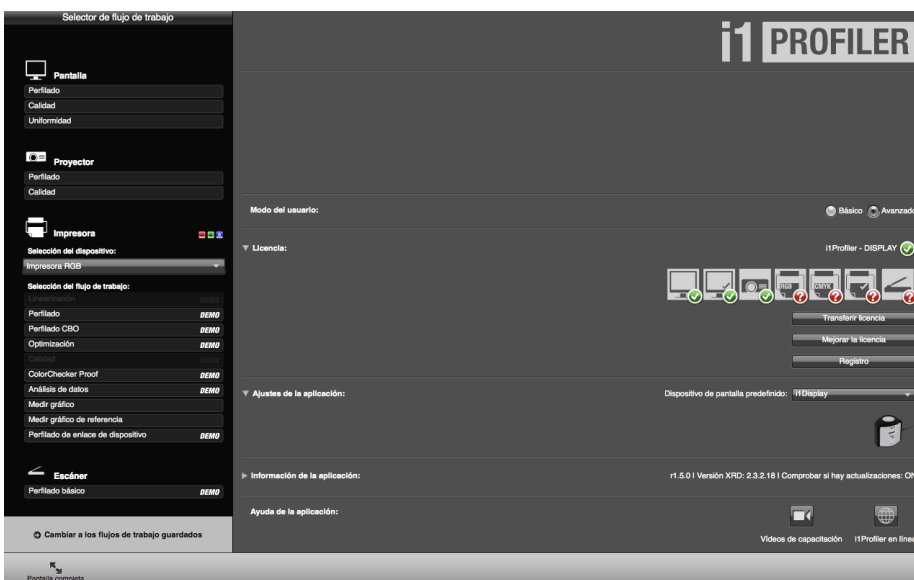 Selector de flujo de trabajo
i1 PROFILER
Pantalla
Perfilado
Calidad
Uniformidad
Proyector
Perfilado
Calidad
Impresora
Selección del dispositivo:
Impresora RGB
Selección del flujo de trabajo:
Linearización DEMO
Perfilado DEMO
Perfilado CBO DEMO
Optimización DEMO
Calidad DEMO
ColorChecker Proof DEMO
Análisis de datos DEMO
Medir gráfico
Medir gráfico de referencia
Perfilado de enlace de dispositivo DEMO
Escáner
Perfilado básico DEMO
Cambiar a los flujos de trabajo guardados
Pantalla completa
Modo del usuario: Básico Avanzado
Licencia: i1Profiler - DISPLAY
RGB CMYK
Transferir licencia
Mejorar la licencia
Registro
Ajustes de la aplicación: Dispositivo de pantalla predefinido: i1Display
Información de la aplicación: r1.5.0 | Versión XRD: 2.3.2.18 | Comprobar si hay actualizaciones: ON
Ayuda de la aplicación:
Vídeos de capacitación i1Profiler en línea